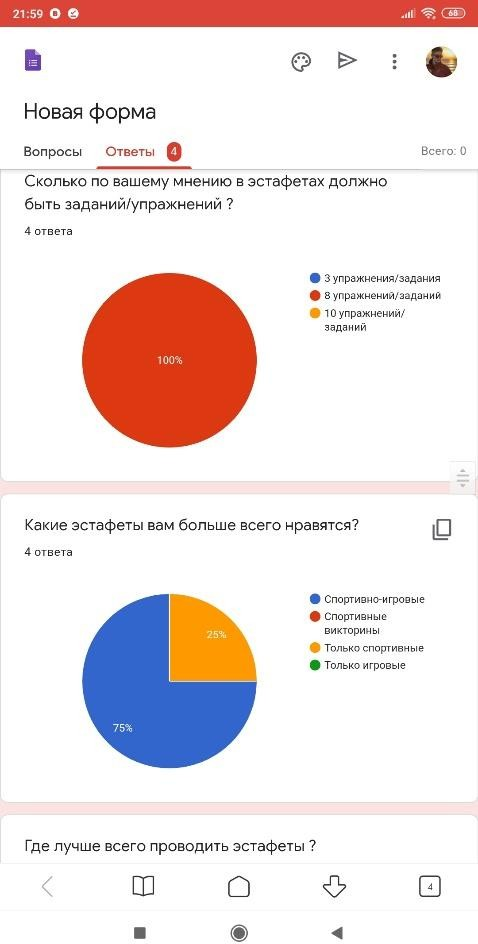 21:59
68
Новая форма
Вопросы
Ответы
4
Всего: 0
Сколько по вашему мнению в эстафетах должно
быть заданий/упражнений ?
4 ответа
3 упражнения/задания
8 упражнений/заданий
10 упражнений/
заданий
100%
Какие эстафеты вам больше всего нравятся?
4 ответа
Спортивно-игровые
Спортивные
викторины
Только спортивные
Только игровые
25%
75%
Где лучше всего проводить эстафеты ?
4